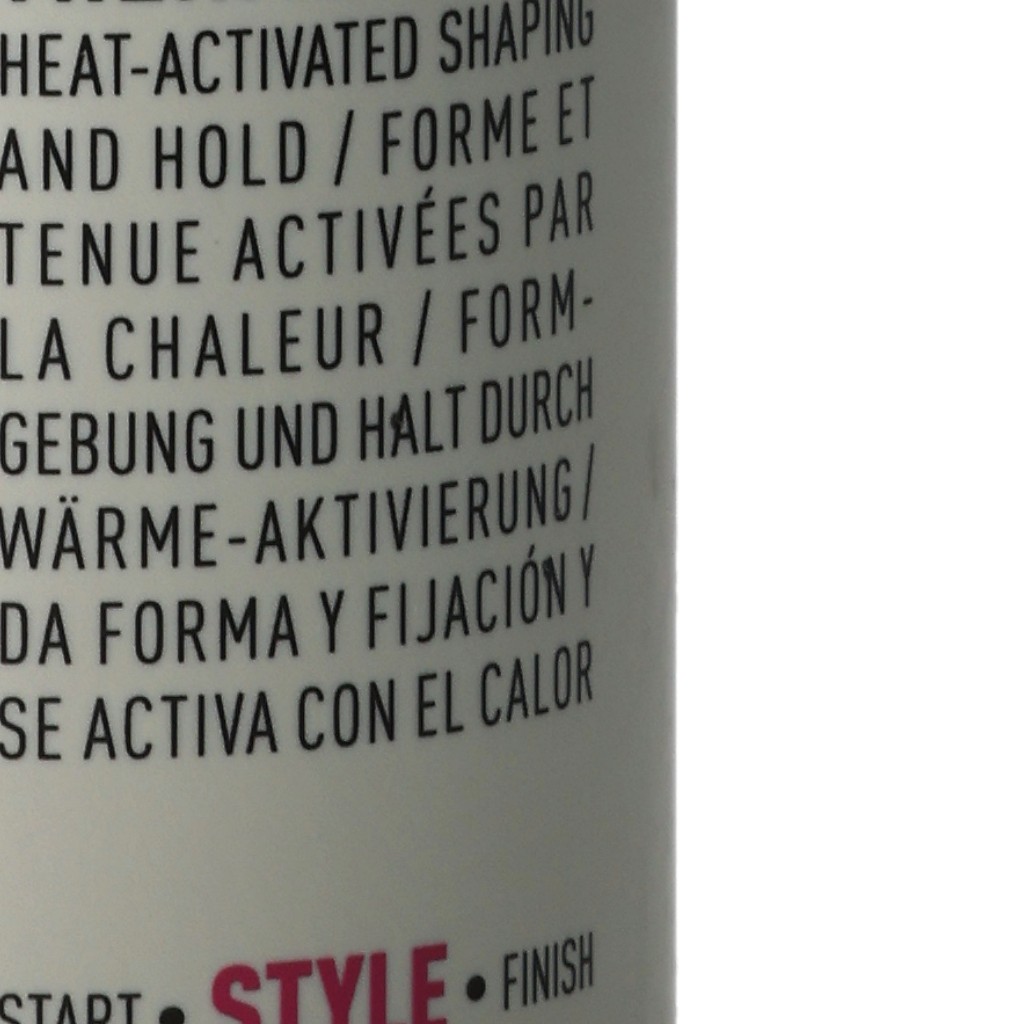 HEAT-ACTIVATED SHAPING
AND HOLD / FORME ET
TENUE ACTIVÉES PAR
LA CHALEUR / FORM-
GEBUNG UND HALT DURCH
WÄRME-AKTIVIERUNG /
DA FORMA Y FIJACIÓN Y
SE ACTIVA CON EL CALOR
START • STYLE • FINISH